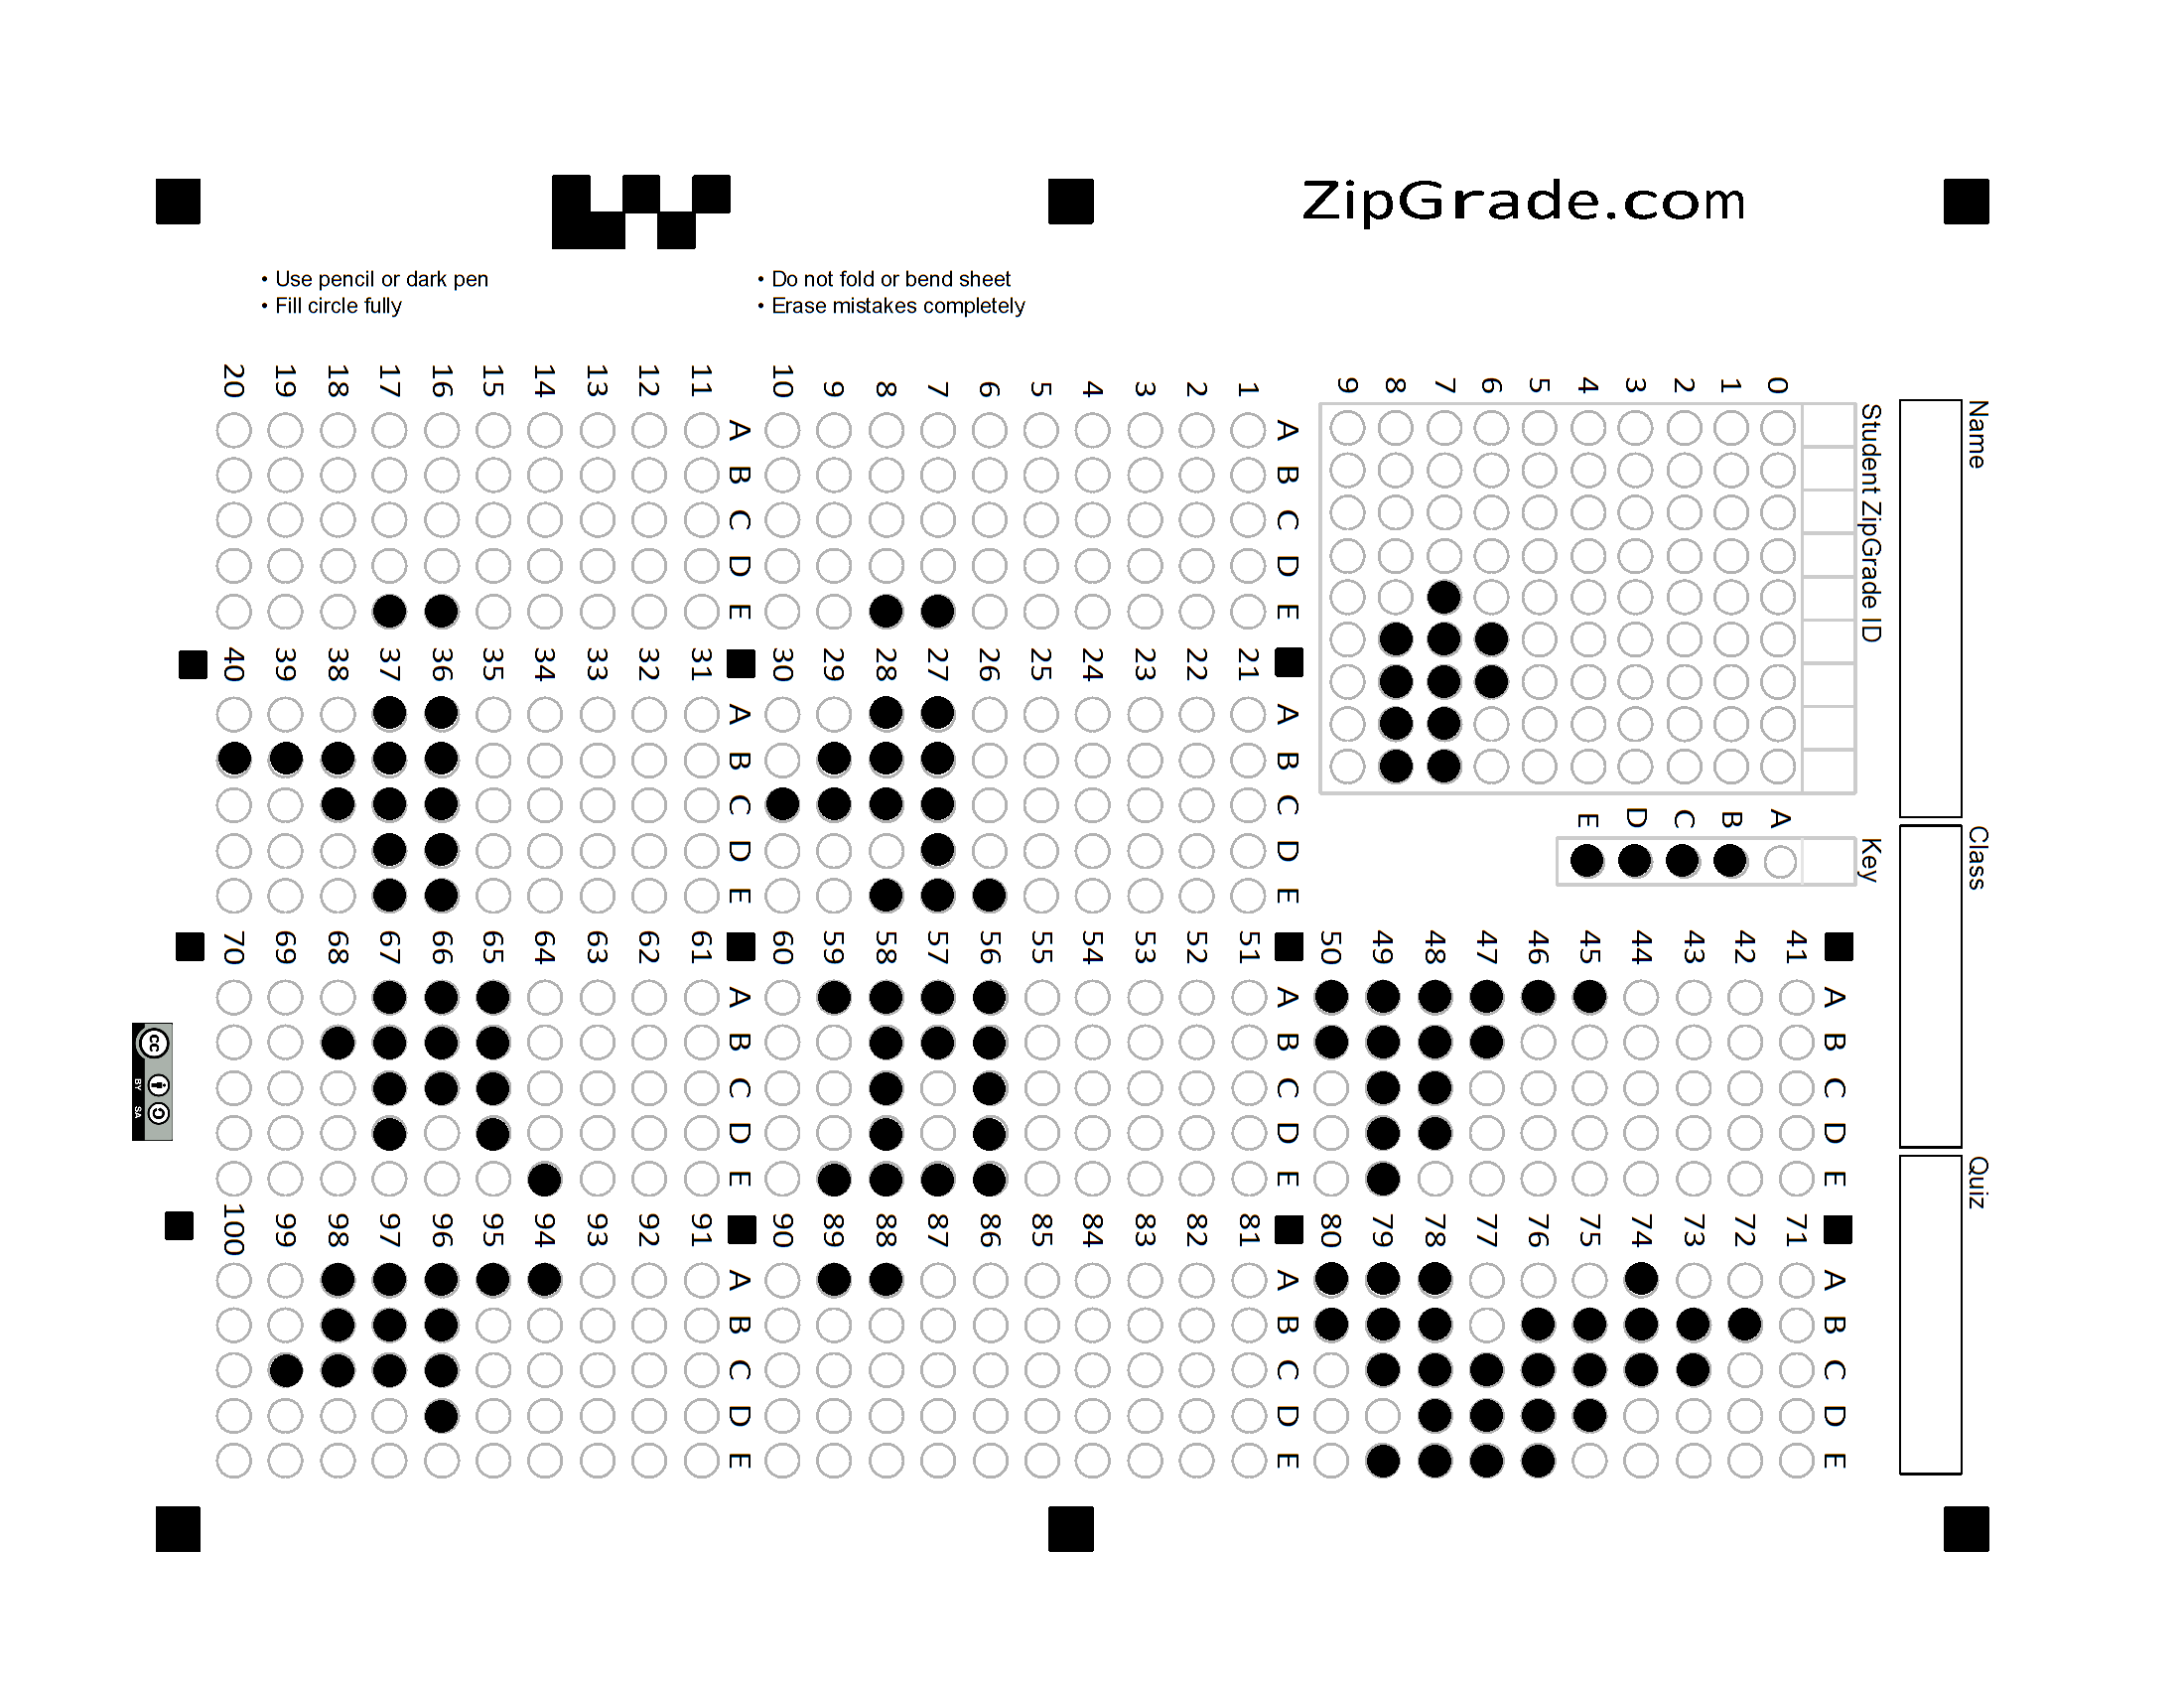 ZipGrade.com
• Use pencil or dark pen
• Fill circle fully
• Do not fold or bend sheet
• Erase mistakes completely
Name
Class
Quiz
Student ZipGrade ID
0 1 2 3 4 5 6 7 8 9
Key
A B C D E
1 2 3 4 5 6 7 8 9 10
A B C D E
11 12 13 14 15 16 17 18 19 20
A B C D E
21 22 23 24 25 26 27 28 29 30
A B C D E
31 32 33 34 35 36 37 38 39 40
A B C D E
41 42 43 44 45 46 47 48 49 50
A B C D E
51 52 53 54 55 56 57 58 59 60
A B C D E
61 62 63 64 65 66 67 68 69 70
A B C D E
71 72 73 74 75 76 77 78 79 80
A B C D E
81 82 83 84 85 86 87 88 89 90
A B C D E
91 92 93 94 95 96 97 98 99 100
A B C D E
cc
BY SA